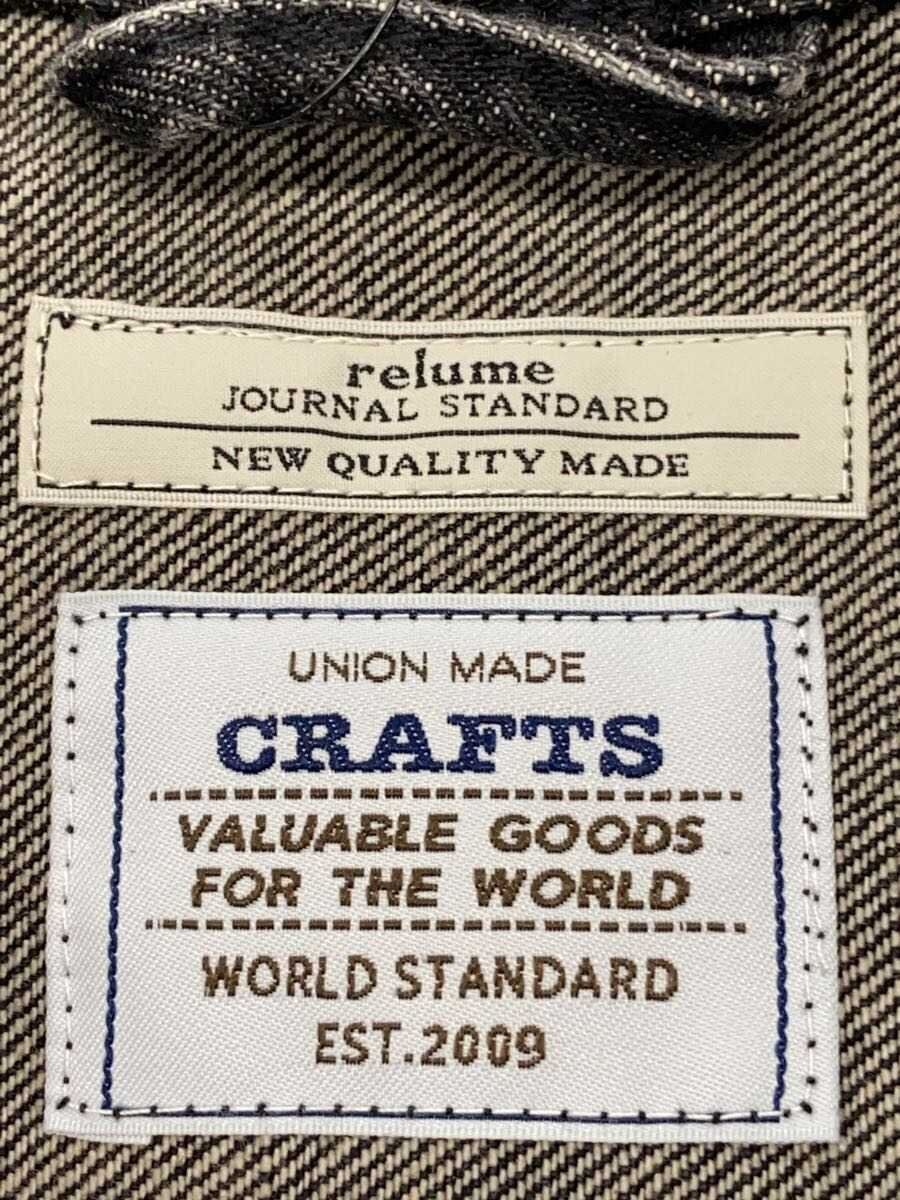 relume
JOURNAL STANDARD
NEW QUALITY MADE
UNION MADE
CRAFTS
VALUABLE GOODS
FOR THE WORLD
WORLD STANDARD
EST.2009